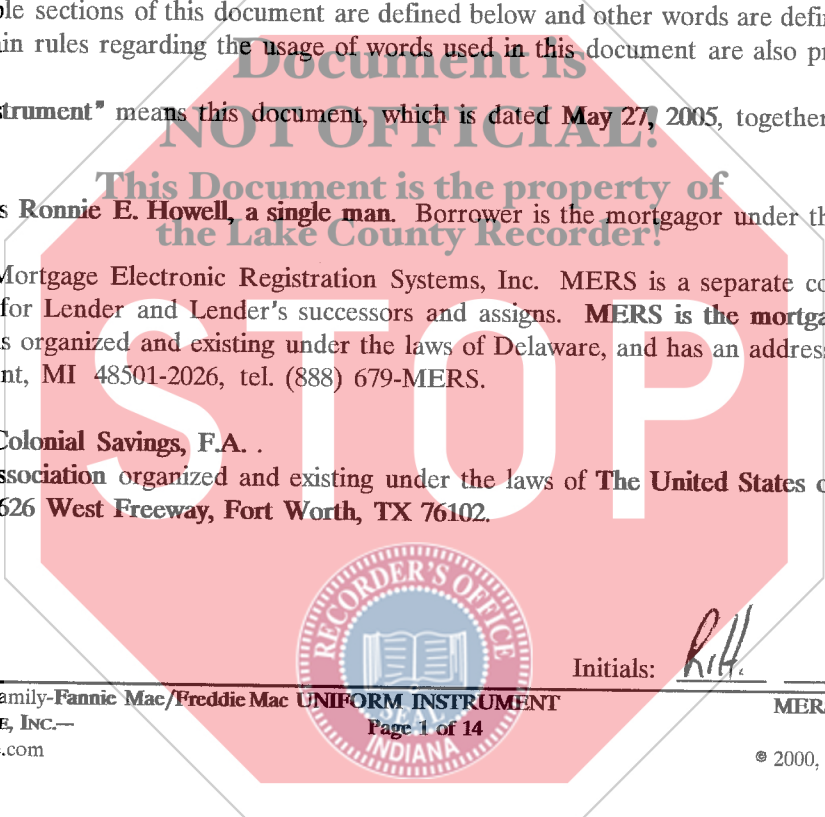 le sections of this document are defined below and other words are defin
in rules regarding the usage of words used in this document are also pr
Document is
strument" means this document, which is dated May 27, 2005, together
NOT OFFICIAL!
This Document is the property of
s Ronnie E. Howell, a single man. Borrower is the mortgagor under th
the Lake County Recorder!
Mortgage Electronic Registration Systems, Inc. MERS is a separate co
for Lender and Lender's successors and assigns. MERS is the mortga
s organized and existing under the laws of Delaware, and has an address
nt, MI 48501-2026, tel. (888) 679-MERS.
STOP
Colonial Savings, F.A. .
ssociation organized and existing under the laws of The United States o
626 West Freeway, Fort Worth, TX 76102.
RECORDER'S OFFICE
SEAL
INDIANA
Initials: R.H.
amily-Fannie Mae/Freddie Mac UNIFORM INSTRUMENT MERS
E, INC.—
Page 1 of 14
.com
© 2000,